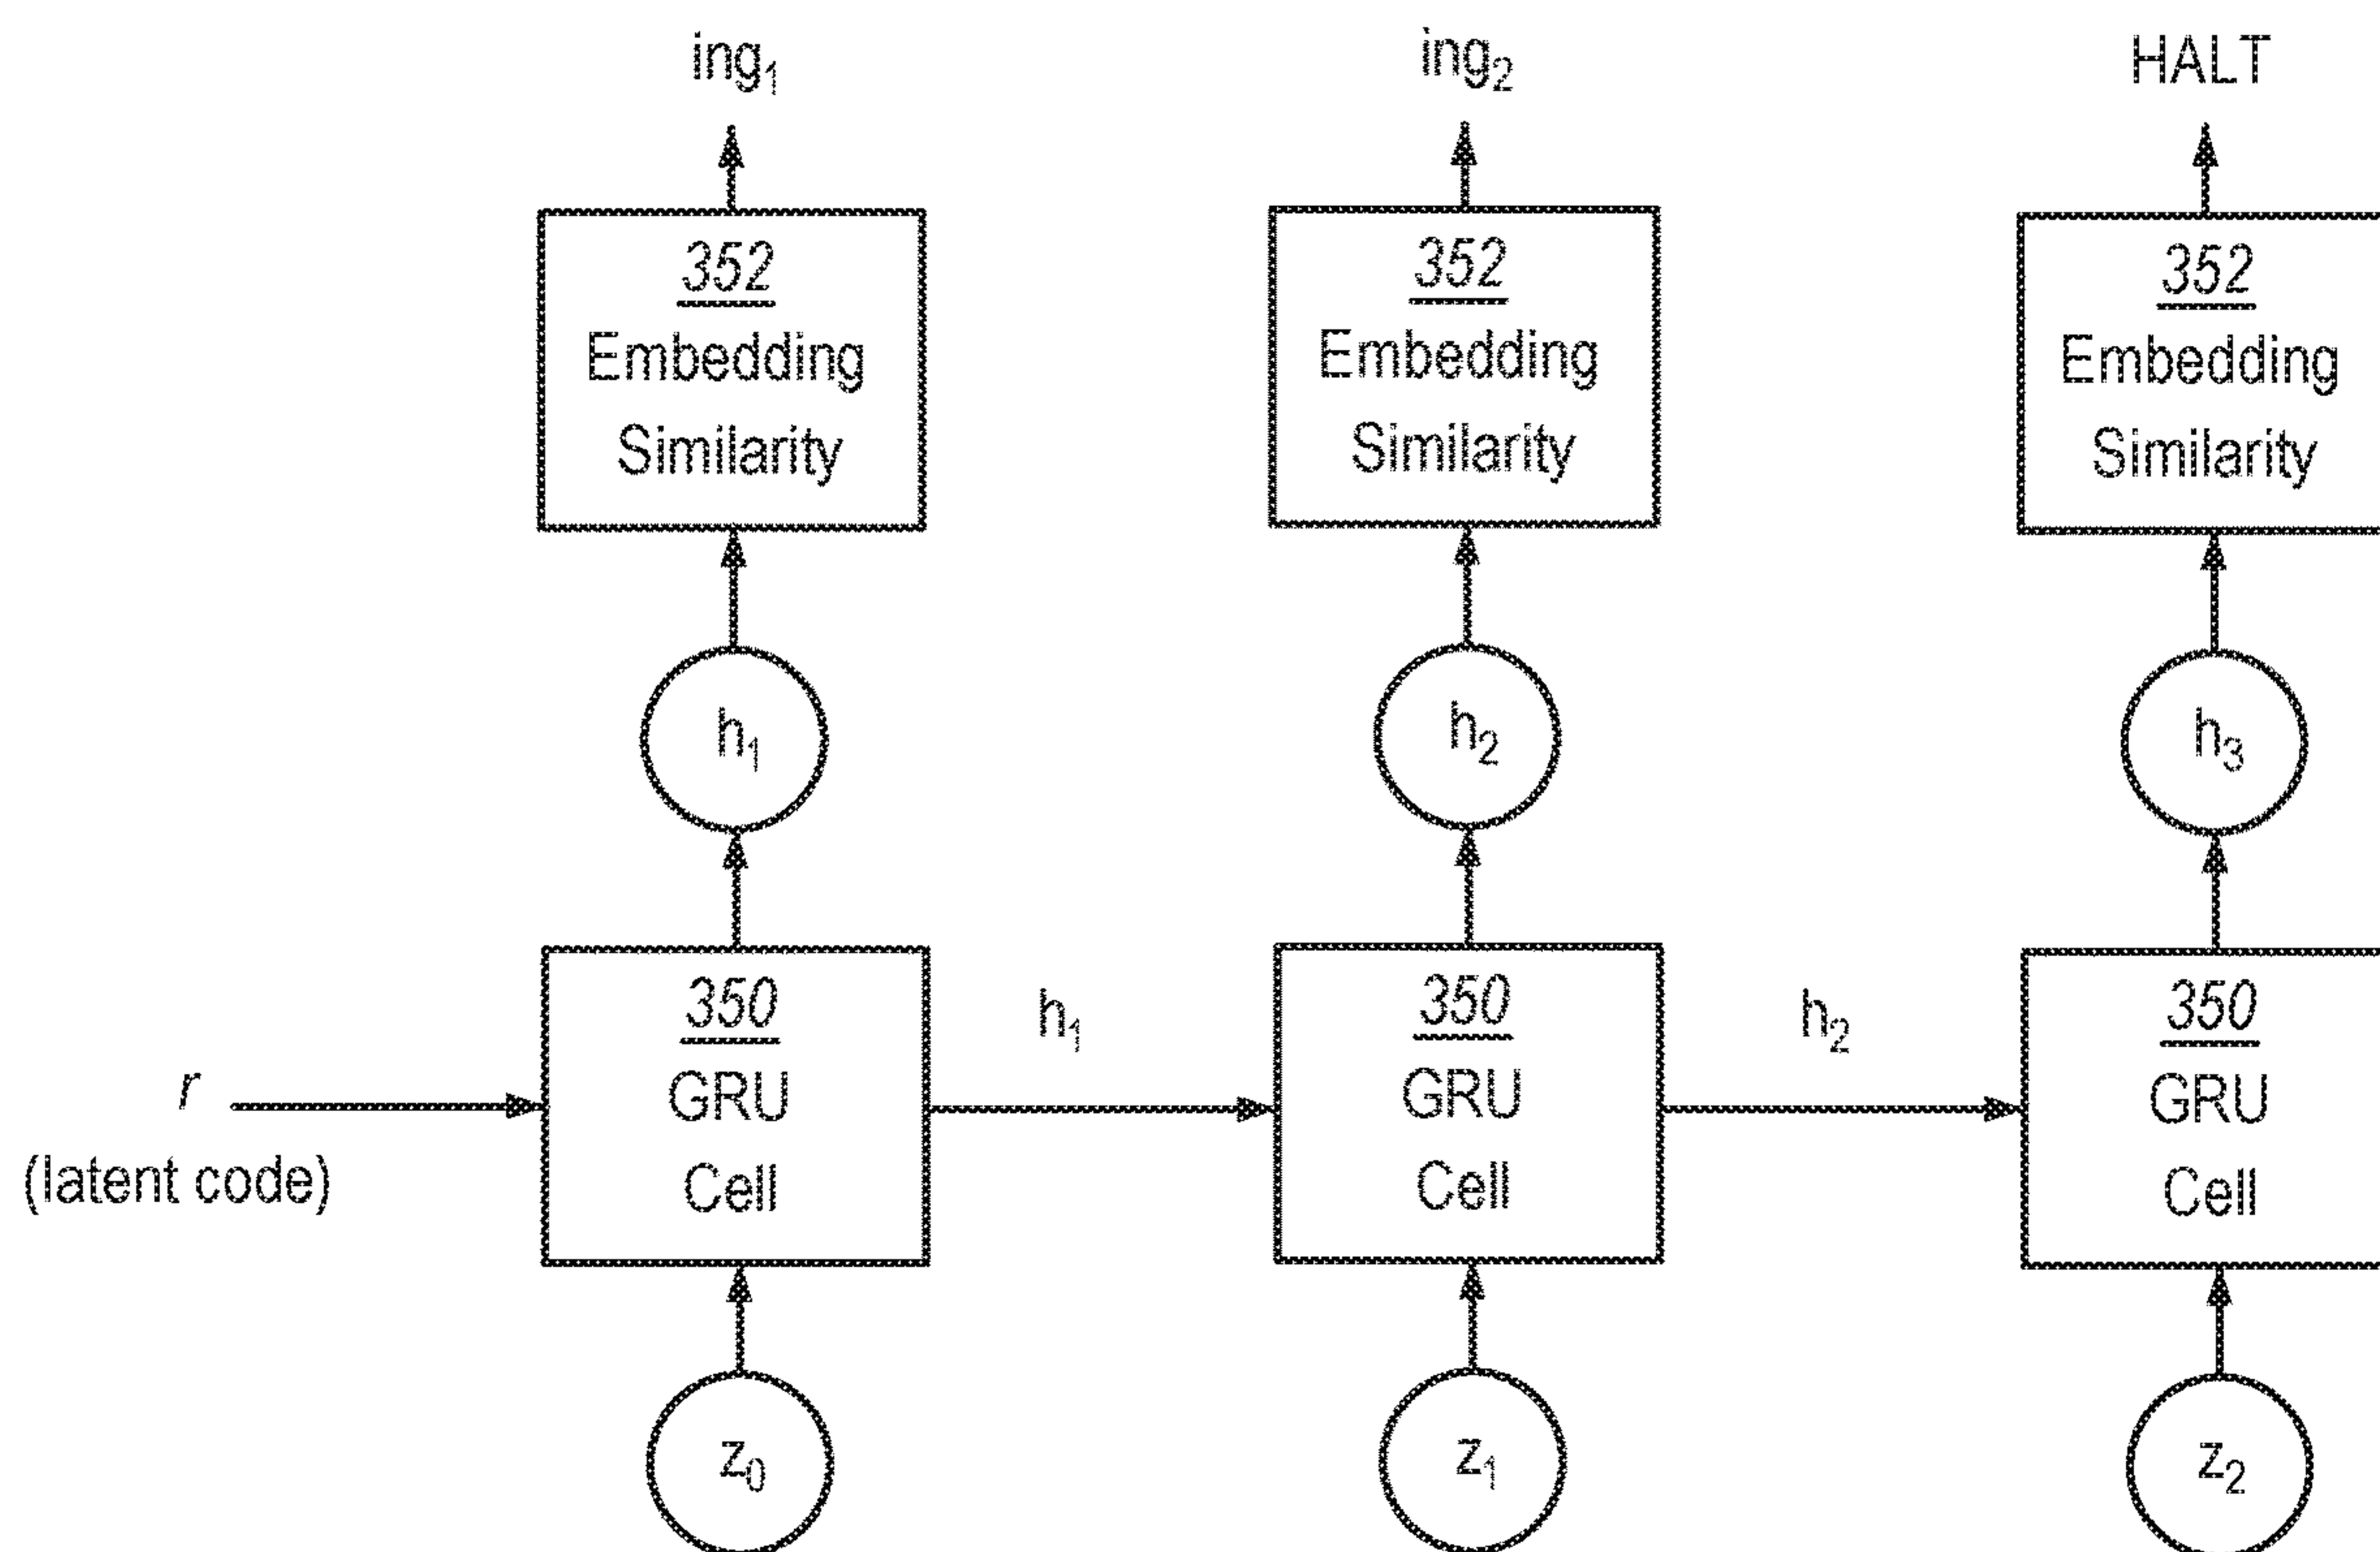 ing₁ ing₂ HALT
352 352 352
Embedding Embedding Embedding
Similarity Similarity Similarity
h₁ h₂ h₃
350 350 350
h₁ h₂
r GRU GRU GRU
(latent code) Cell Cell Cell
z₀ z₁ z₂